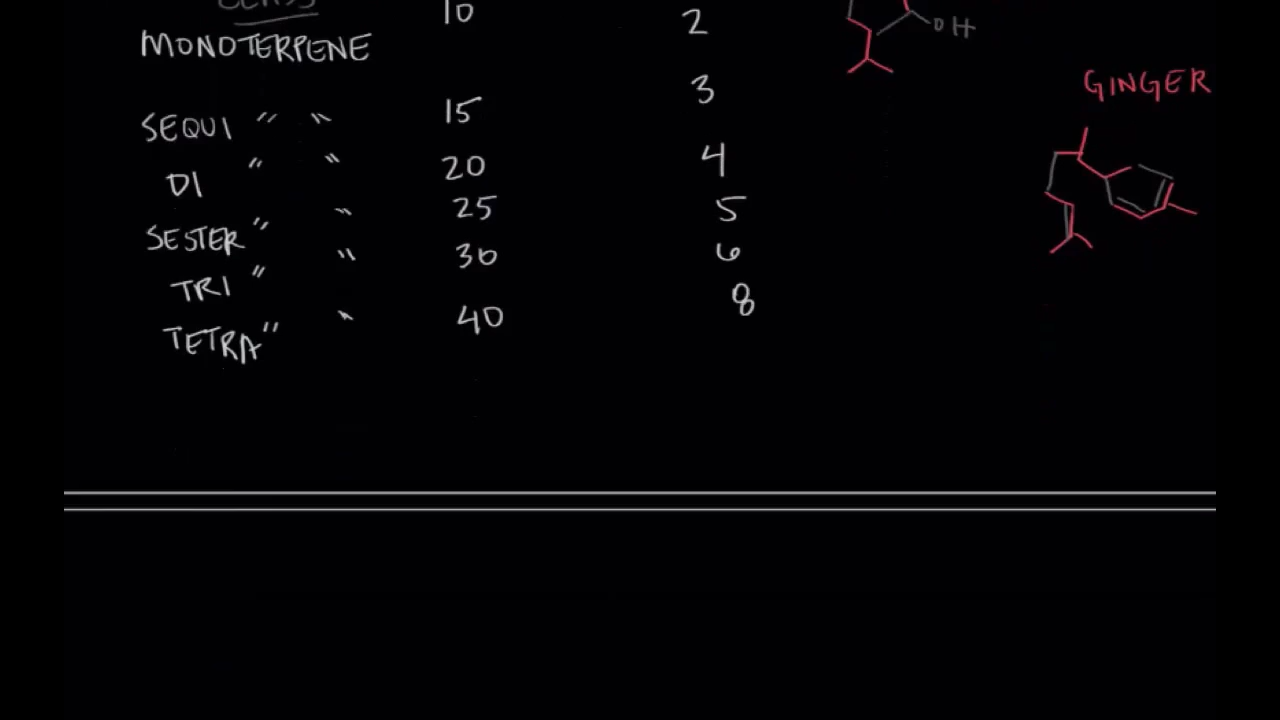 CLASS 10 2
MONOTERPENE OH
GINGER
SEQUI " " 15 3
DI " " 20 4
SESTER " " 25 5
TRI " " 30 6
TETRA " " 40 8